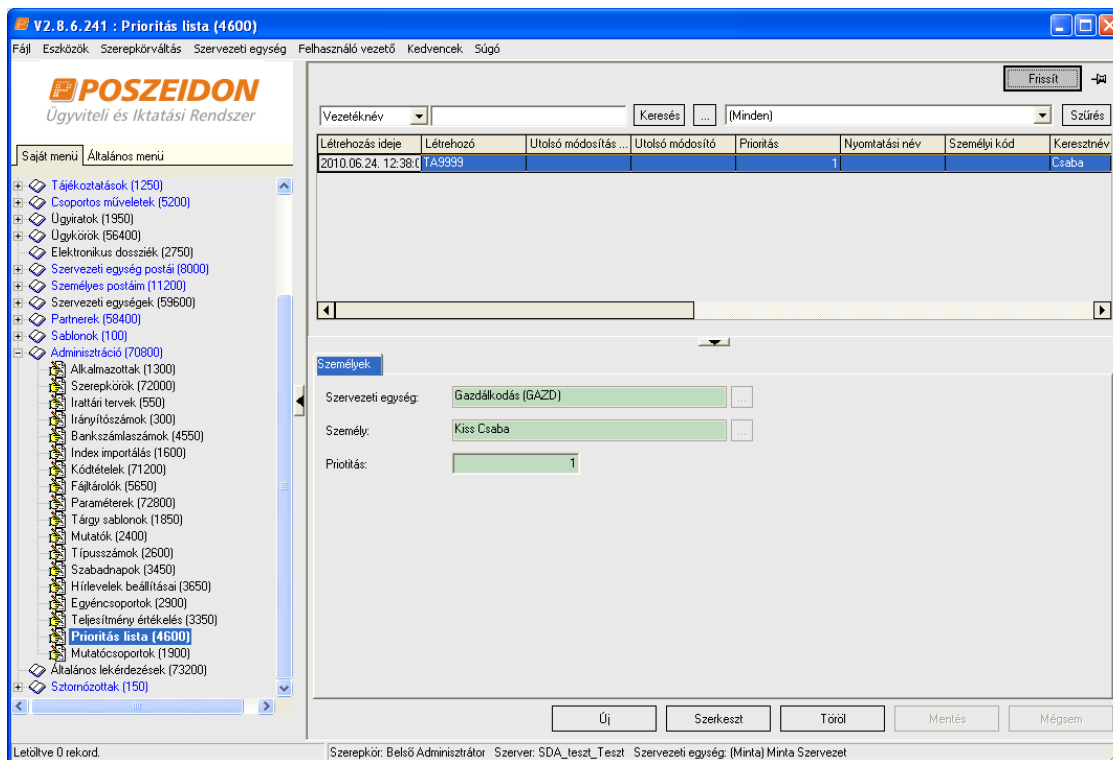 V2.8.6.241 : Prioritás lista (4600)
Fájl Eszközök Szerepkörváltás Szervezeti egység Felhasználó vezető Kedvencek Súgó
POSZEIDON
Ügyviteli és Iktatási Rendszer
Saját menü Általános menü
Tájékoztatások (1250)
Csoportos műveletek (5200)
Ügyiratok (1950)
Ügykörök (56400)
Elektronikus dossziék (2750)
Szervezeti egység postái (8000)
Személyes postáim (11200)
Szervezeti egységek (59600)
Partnerek (58400)
Sablonok (100)
Adminisztráció (70800)
Alkalmazottak (1300)
Szerepkörök (72000)
Irattári tervek (550)
Irányítószámok (300)
Bankszámlaszámok (4550)
Index importálás (1600)
Kódtételek (71200)
Fájltárolók (5650)
Paraméterek (72800)
Tárgy sablonok (1850)
Mutatók (2400)
Típusszámok (2600)
Szabadnapok (3450)
Hírlevelek beállításai (3650)
Egyéncsoportok (2900)
Teljesítmény értékelés (3350)
Prioritás lista (4600)
Mutatócsoportok (1900)
Általános lekérdezések (73200)
Sztornózottak (150)
Frissít
Vezetéknév Keresés ... (Minden) Szűrés
Létrehozás ideje Létrehozó Utolsó módosítás ... Utolsó módosító Prioritás Nyomtatási név Személyi kód Keresztnév
2010.06.24. 12:38:0 TA9999 1 Csaba
Személyek
Szervezeti egység: Gazdálkodás (GAZD) ...
Személy: Kiss Csaba ...
Priotitás: 1
Új Szerkeszt Töröl Mentés Mégsem
Letöltve 0 rekord. Szerepkör: Belső Adminisztrátor Szerver: SDA_teszt_Teszt Szervezeti egység: (Minta) Minta Szervezet